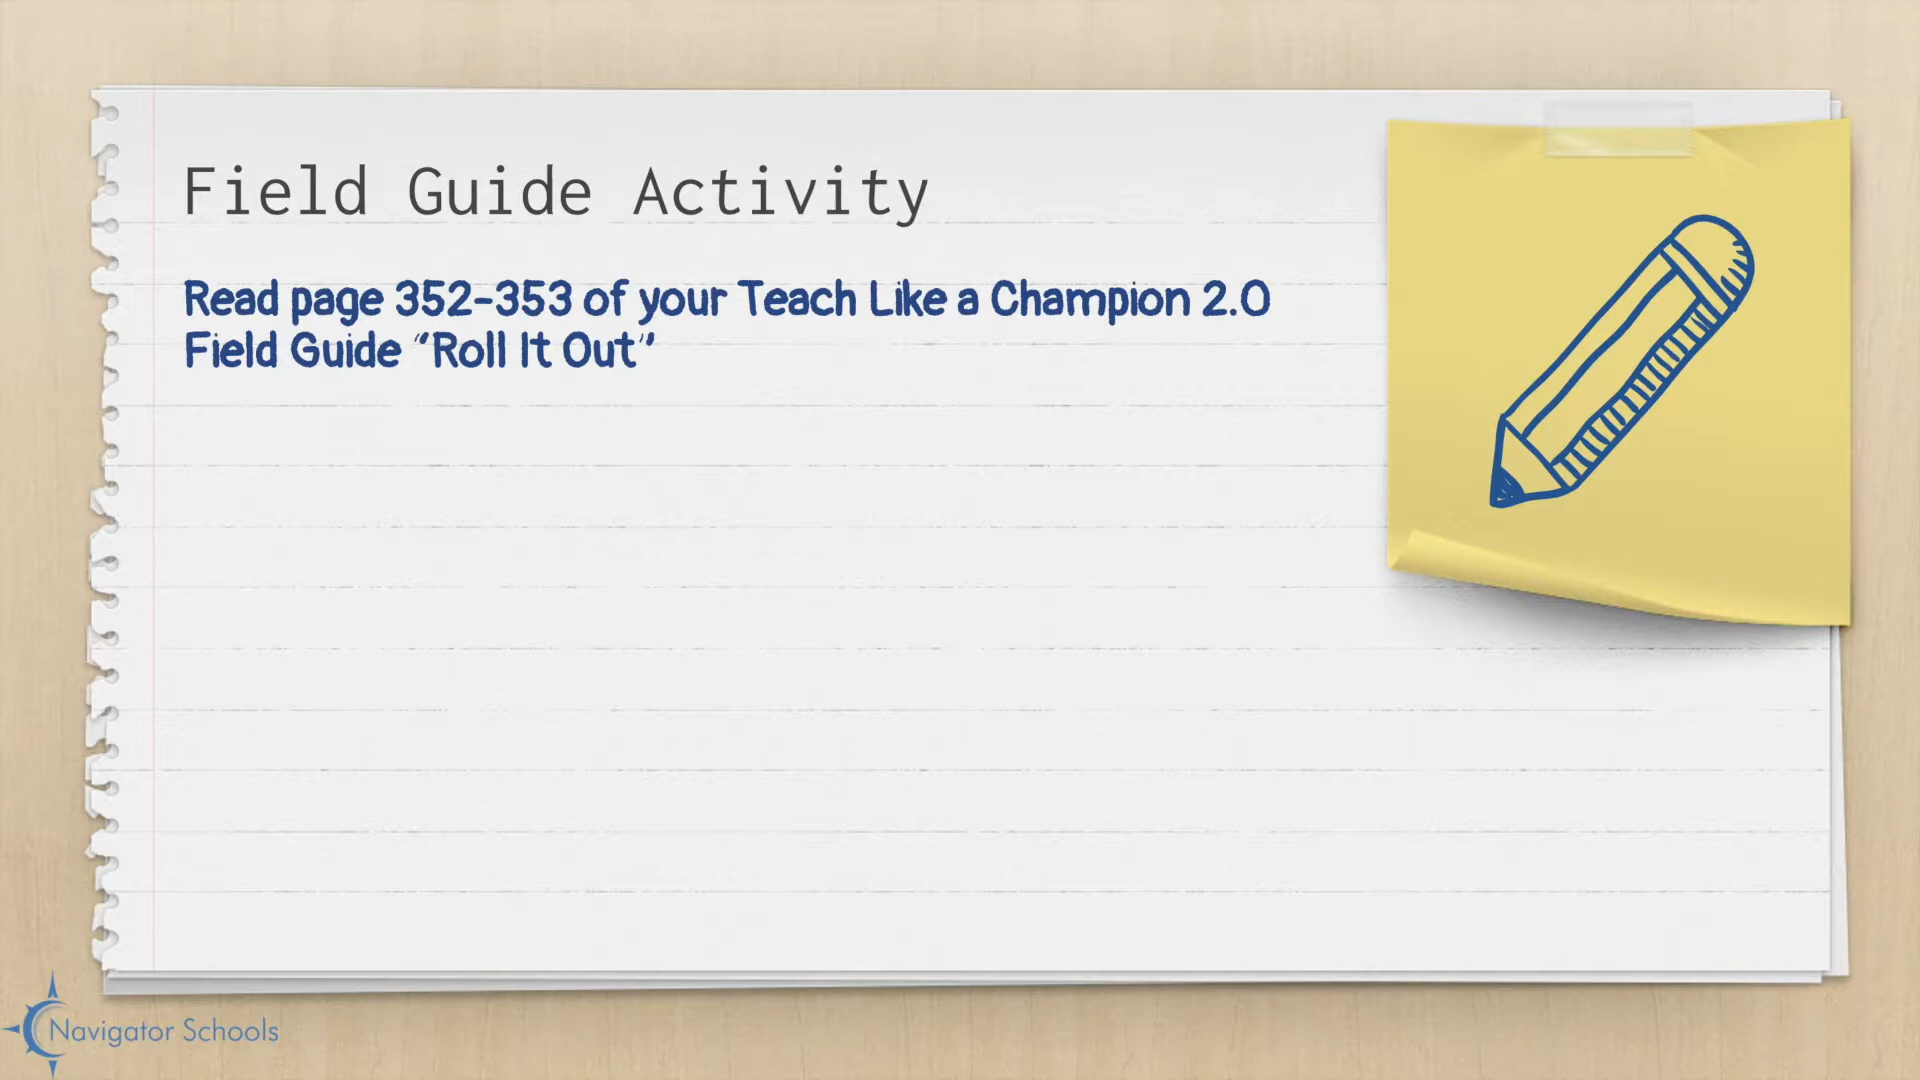 Field Guide Activity
Read page 352-353 of your Teach Like a Champion 2.0
Field Guide “Roll It Out”
Navigator Schools